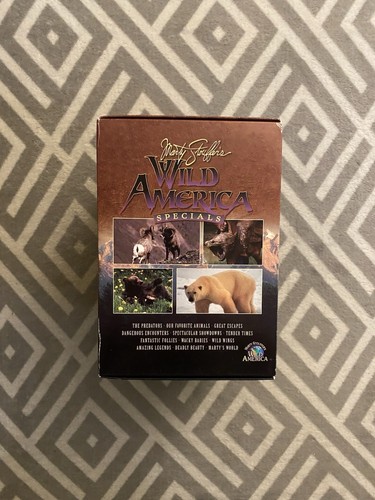 Marty Stouffer's
WILD
AMERICA
SPECIALS
THE PREDATORS · OUR FAVORITE ANIMALS · GREAT ESCAPES
DANGEROUS ENCOUNTERS · SPECTACULAR SHOWDOWNS · TENDER TIMES
FANTASTIC FOLLIES · WACKY BABIES · WILD WINGS
AMAZING LEGENDS · DEADLY BEAUTY · MARTY'S WORLD
WILD
AMERICA